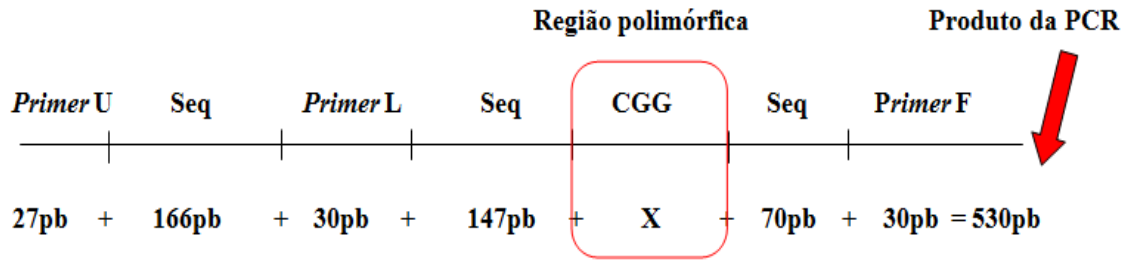 Região polimórfica Produto da PCR
Primer U Seq Primer L Seq CGG Seq Primer F
27pb + 166pb + 30pb + 147pb + X + 70pb + 30pb = 530pb